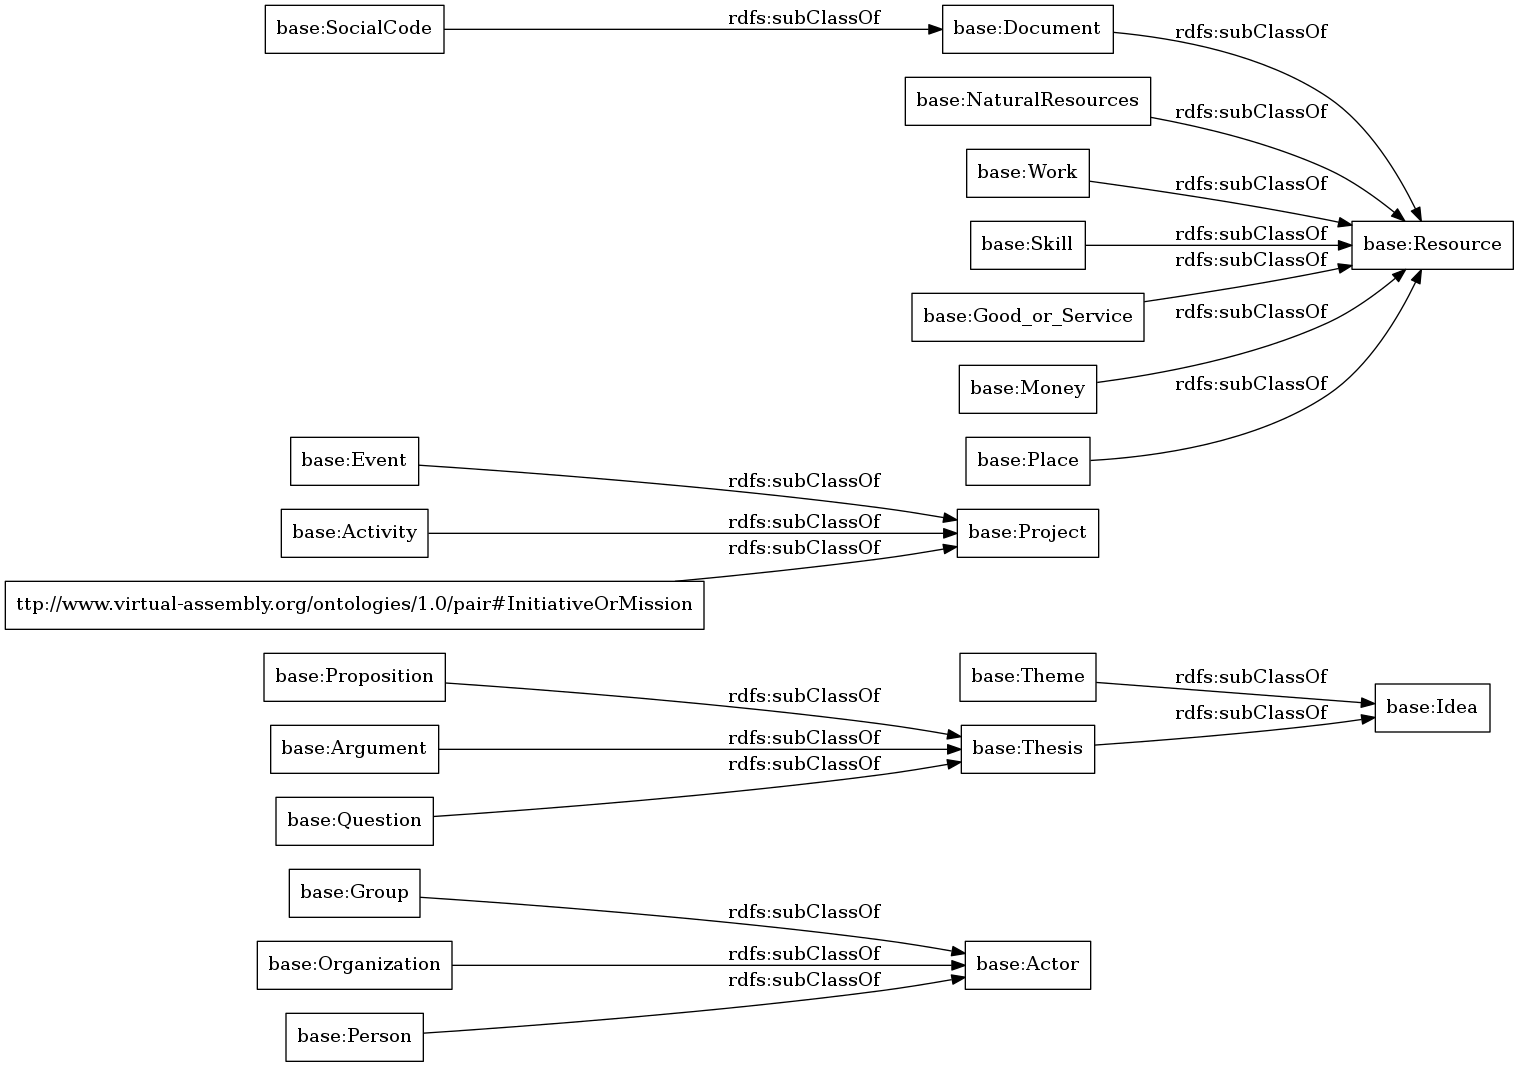 base:SocialCode
rdfs:subClassOf
base:Document
rdfs:subClassOf
base:NaturalResources
rdfs:subClassOf
base:Work
rdfs:subClassOf
base:Skill
rdfs:subClassOf
base:Resource
rdfs:subClassOf
base:Good_or_Service
rdfs:subClassOf
base:Money
rdfs:subClassOf
base:Place
base:Event
rdfs:subClassOf
base:Activity
rdfs:subClassOf
base:Project
rdfs:subClassOf
ttp://www.virtual-assembly.org/ontologies/1.0/pair#InitiativeOrMission
base:Proposition
rdfs:subClassOf
base:Theme
rdfs:subClassOf
base:Idea
rdfs:subClassOf
base:Argument
rdfs:subClassOf
base:Thesis
rdfs:subClassOf
base:Question
base:Group
rdfs:subClassOf
base:Organization
rdfs:subClassOf
base:Actor
rdfs:subClassOf
base:Person